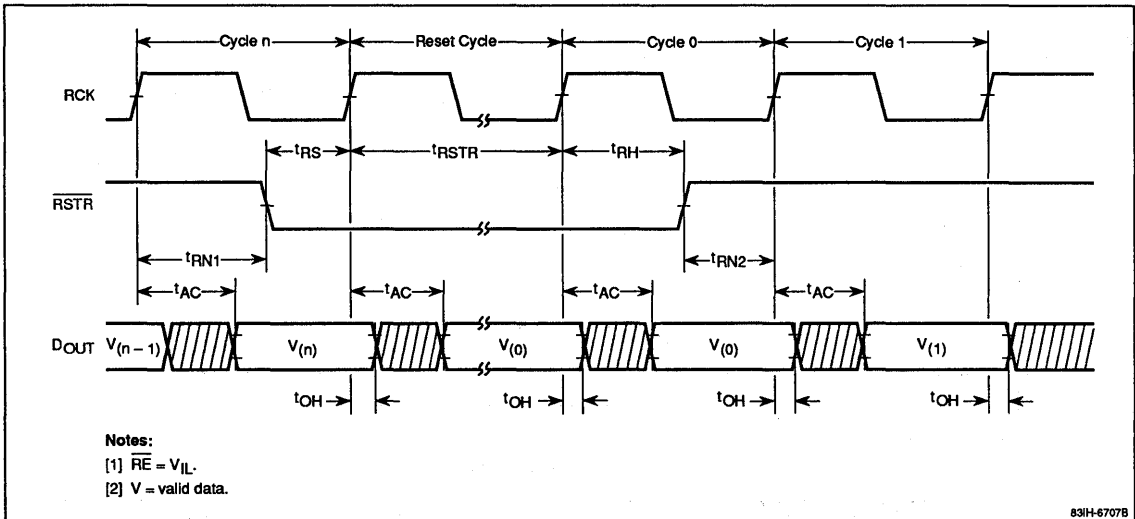 Cycle n Reset Cycle Cycle 0 Cycle 1
RCK
tRS tRSTR tRH
RSTR
tRN1 tRN2
tAC tAC tAC tAC
DOUT V(n – 1) V(n) V(0) V(0) V(1)
tOH tOH tOH tOH
Notes:
[1] RE = VIL.
[2] V = valid data.
83IH-6707B